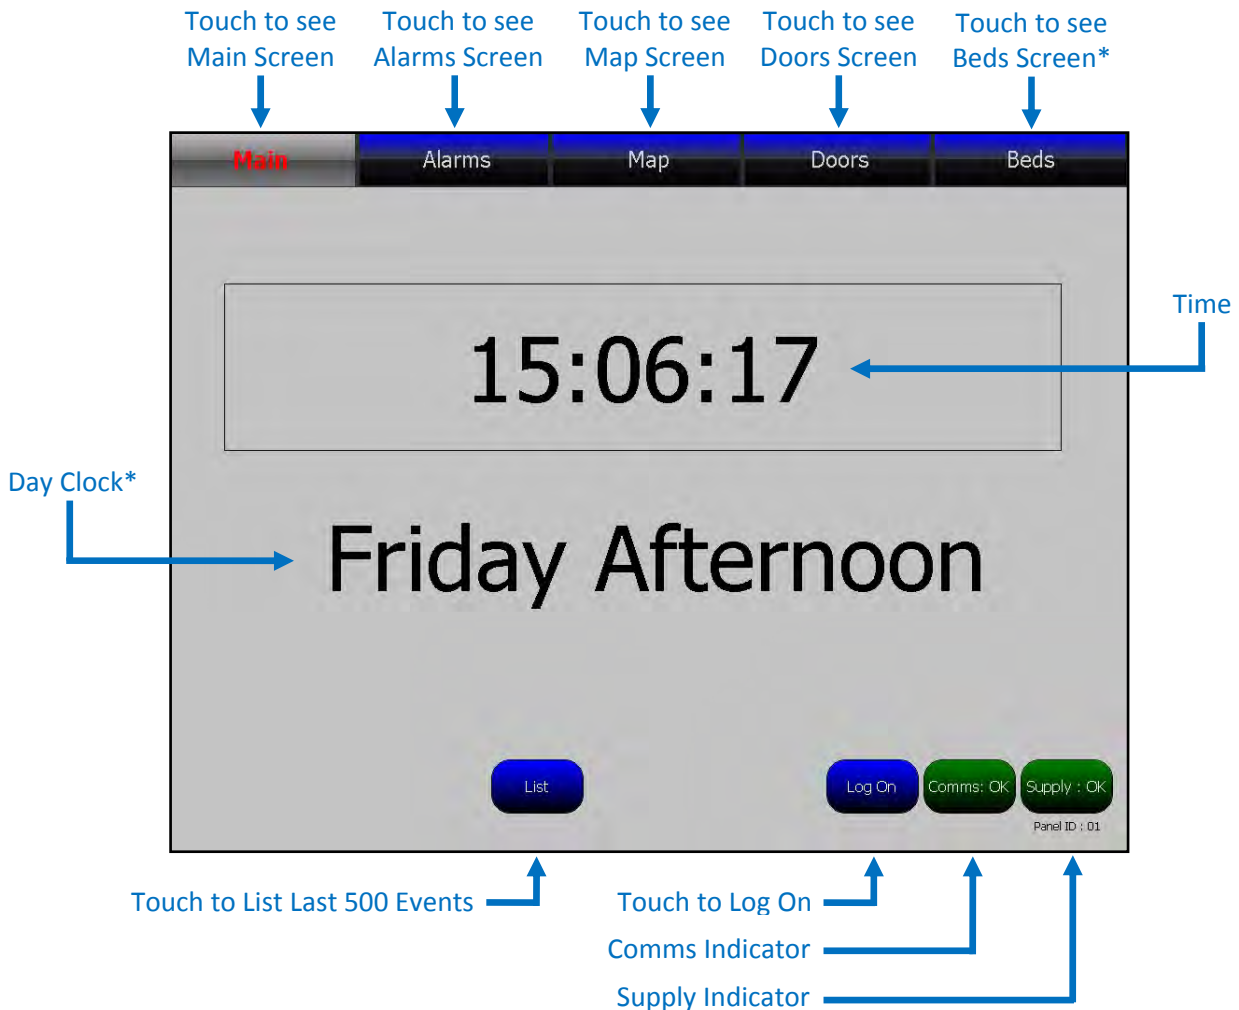 Touch to see
Main Screen
Touch to see
Alarms Screen
Touch to see
Map Screen
Touch to see
Doors Screen
Touch to see
Beds Screen*
Main
Alarms
Map
Doors
Beds
Time
15:06:17
Day Clock*
Friday Afternoon
List
Log On
Comms: OK
Supply : OK
Panel ID : 01
Touch to List Last 500 Events
Touch to Log On
Comms Indicator
Supply Indicator